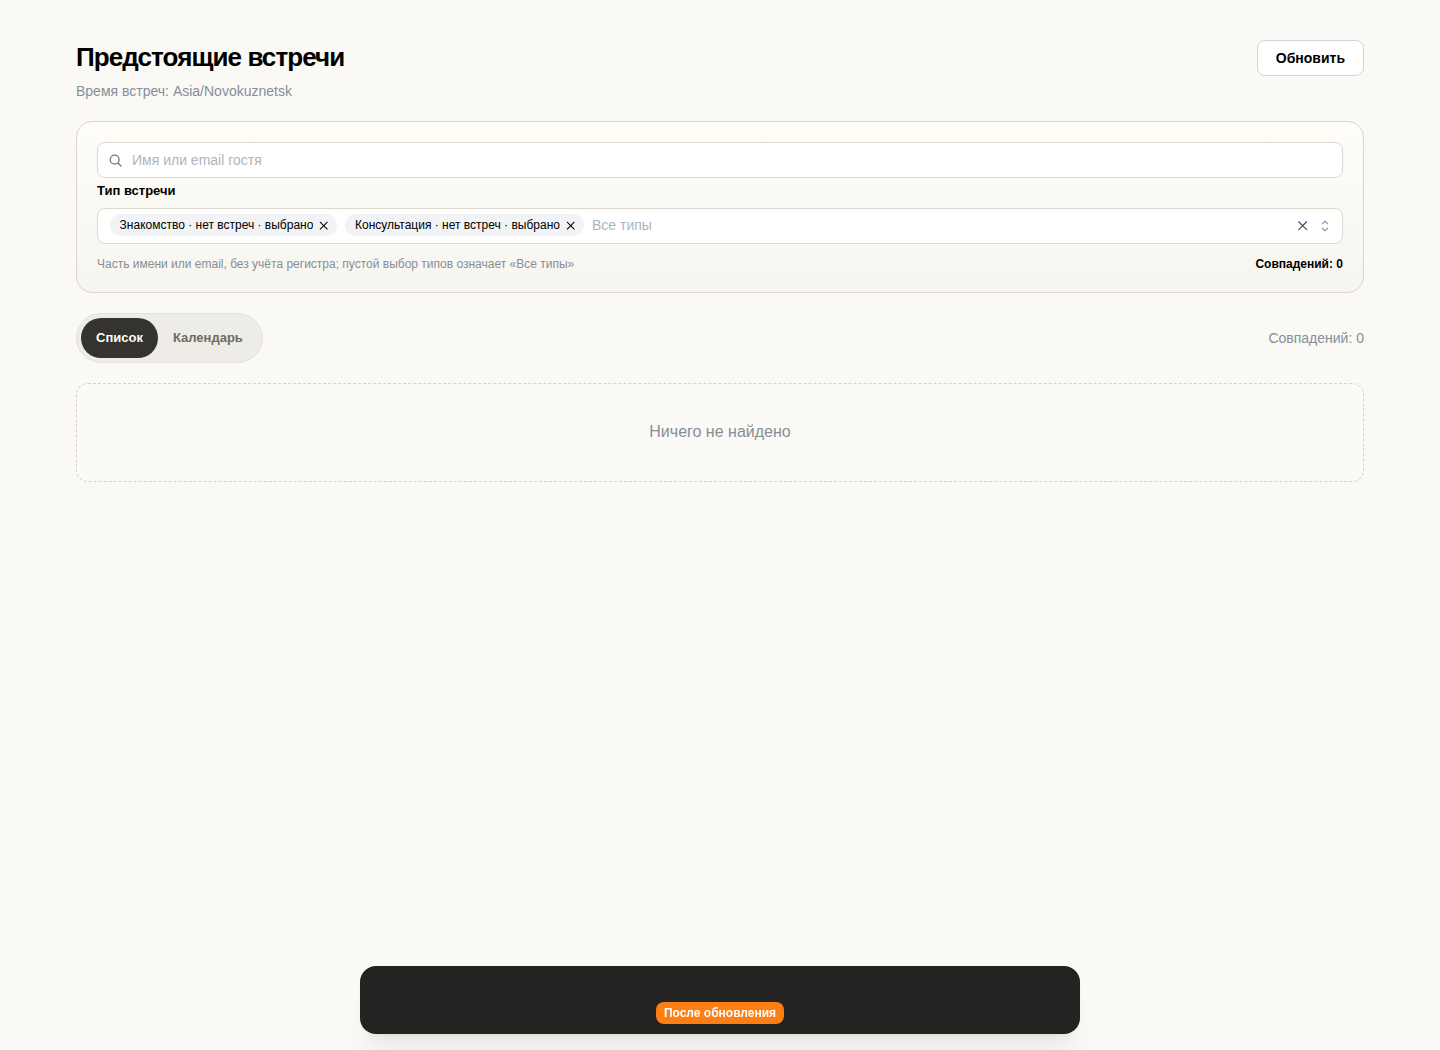 Предстоящие встречи
Обновить
Время встреч: Asia/Novokuznetsk
Имя или email гостя
Тип встречи
Знакомство · нет встреч · выбрано
Консультация · нет встреч · выбрано
Все типы
Часть имени или email, без учёта регистра; пустой выбор типов означает «Все типы»
Совпадений: 0
Список
Календарь
Совпадений: 0
Ничего не найдено
После обновления